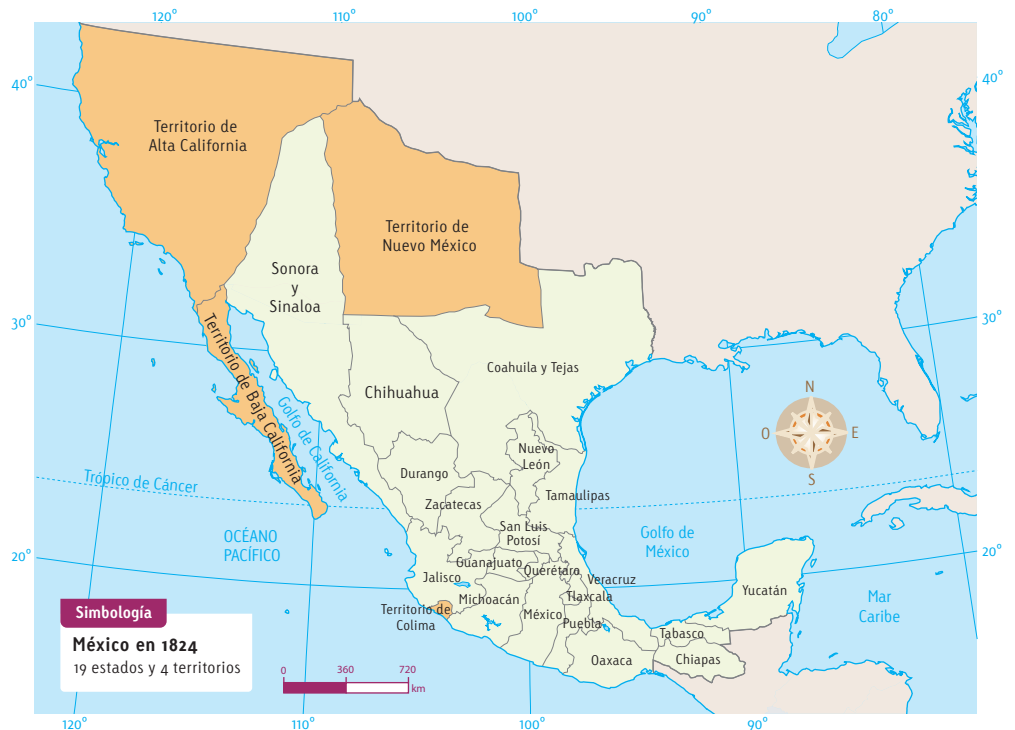 120°
110°
100°
90°
80°
40°
40°
Territorio de
Alta California
Territorio de
Nuevo México
Sonora
y
Sinaloa
30°
30°
Territorio de Baja California
Golfo de California
Coahuila y Tejas
Chihuahua
N
O
E
S
Nuevo
León
Durango
Trópico de Cáncer
Zacatecas
Tamaulipas
San Luis
Potosí
OCÉANO
PACÍFICO
Golfo de
México
20°
20°
Guanajuato
Querétaro
Jalisco
Veracruz
Yucatán
Michoacán
Tlaxcala
Mar
Caribe
Territorio de
Colima
México
Puebla
Tabasco
Oaxaca
Chiapas
Simbología
México en 1824
19 estados y 4 territorios
0
360
720
km
120°
110°
100°
90°